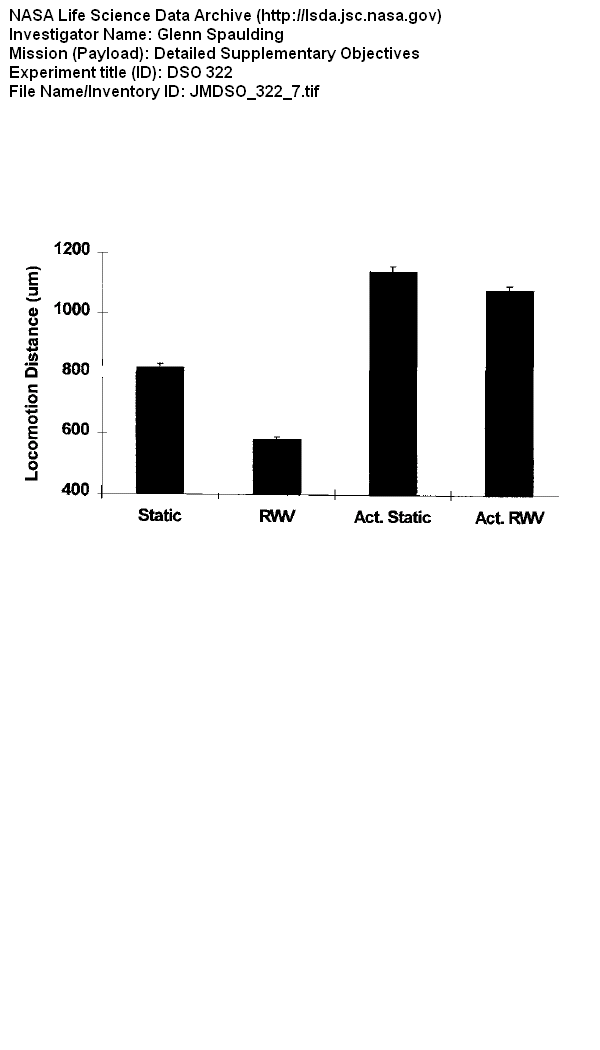 NASA Life Science Data Archive (http://lsda.jsc.nasa.gov)
Investigator Name: Glenn Spaulding
Mission (Payload): Detailed Supplementary Objectives
Experiment title (ID): DSO 322
File Name/Inventory ID: JMDSO_322_7.tif
Locomotion Distance (um)
1200
1000
800
600
400
Static RWV Act. Static Act. RWV